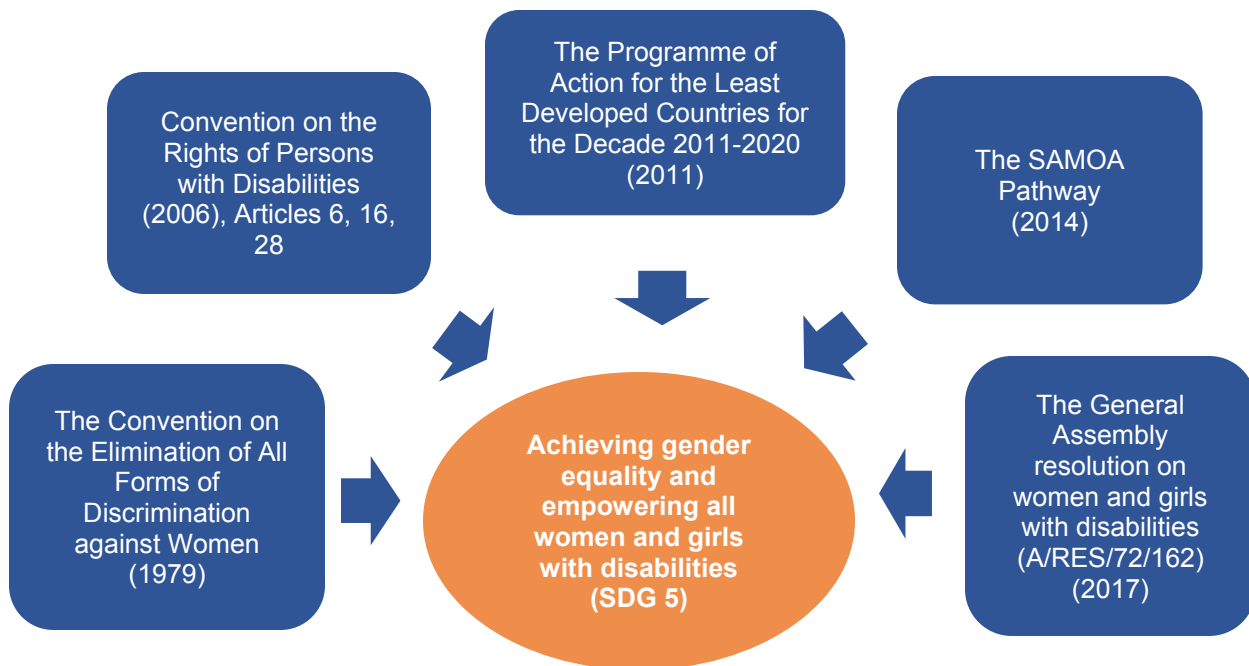 The Programme of
Action for the Least
Developed Countries for
the Decade 2011-2020
(2011)
Convention on the
Rights of Persons
with Disabilities
(2006), Articles 6, 16,
28
The SAMOA
Pathway
(2014)
The Convention on
the Elimination of All
Forms of
Discrimination
against Women
(1979)
Achieving gender
equality and
empowering all
women and girls
with disabilities
(SDG 5)
The General
Assembly
resolution on
women and girls
with disabilities
(A/RES/72/162)
(2017)